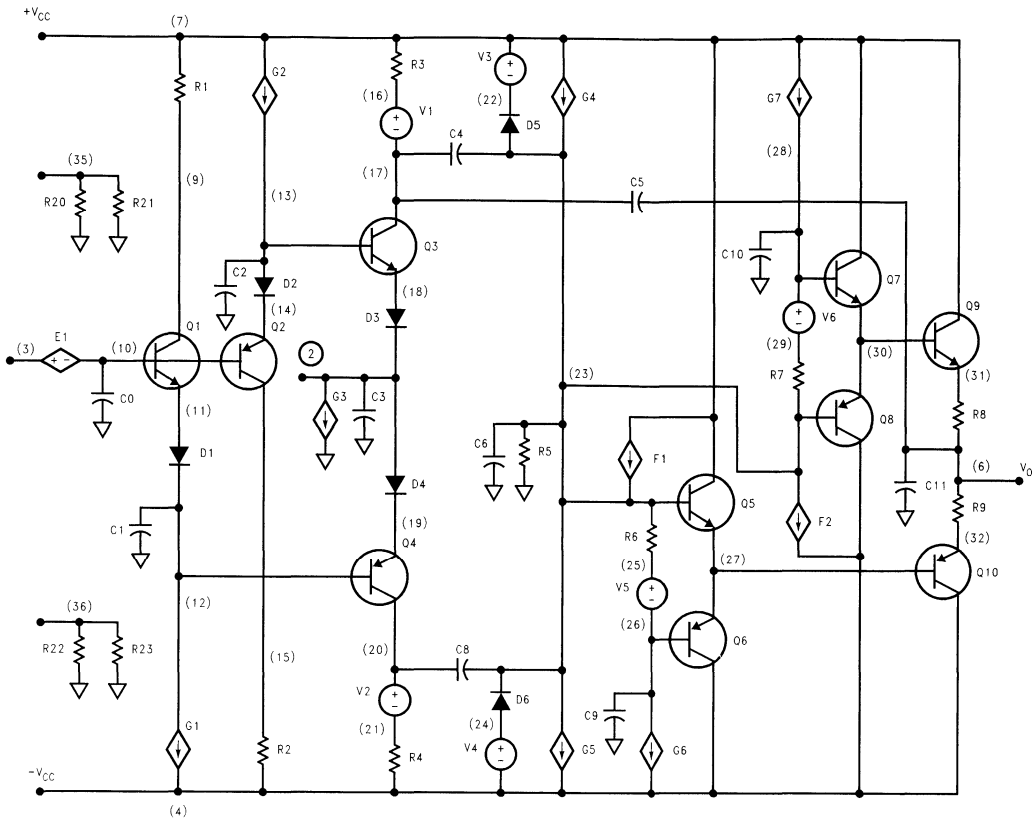 +VCC
(7)
R1
G2
R3
(16)
V1
V3
(22)
D5
C4
G4
G7
(28)
(35)
R20
R21
(9)
(13)
(17)
C5
Q3
C2
D2
(14)
(18)
D3
C10
Q7
V6
(29)
Q9
(3)
E1
(10)
Q1
Q2
C0
(11)
2
G3
C3
(23)
R7
(30)
(31)
D1
Q8
R8
C1
C6
R5
F1
D4
(19)
Q5
F2
C11
(6)
VO
R9
Q4
R6
(25)
(27)
(32)
Q10
(12)
V5
(26)
Q6
(36)
R22
R23
(15)
(20)
C8
V2
(21)
D6
(24)
C9
G1
R2
R4
V4
G5
G6
-VCC
(4)